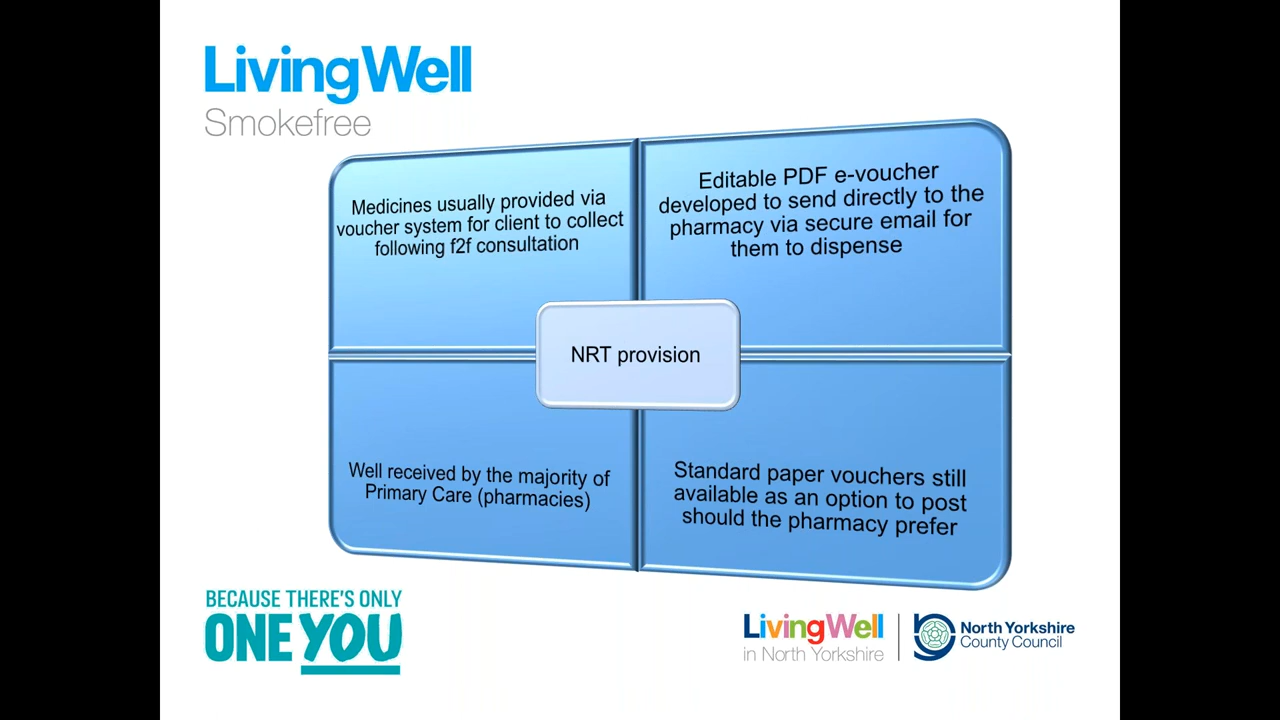 LivingWell
Smokefree
Medicines usually provided via
voucher system for client to collect
following f2f consultation
Editable PDF e-voucher
developed to send directly to the
pharmacy via secure email for
them to dispense
NRT provision
Well received by the majority of
Primary Care (pharmacies)
Standard paper vouchers still
available as an option to post
should the pharmacy prefer
BECAUSE THERE'S ONLY
ONE YOU
LivingWell
in North Yorkshire
North Yorkshire
County Council